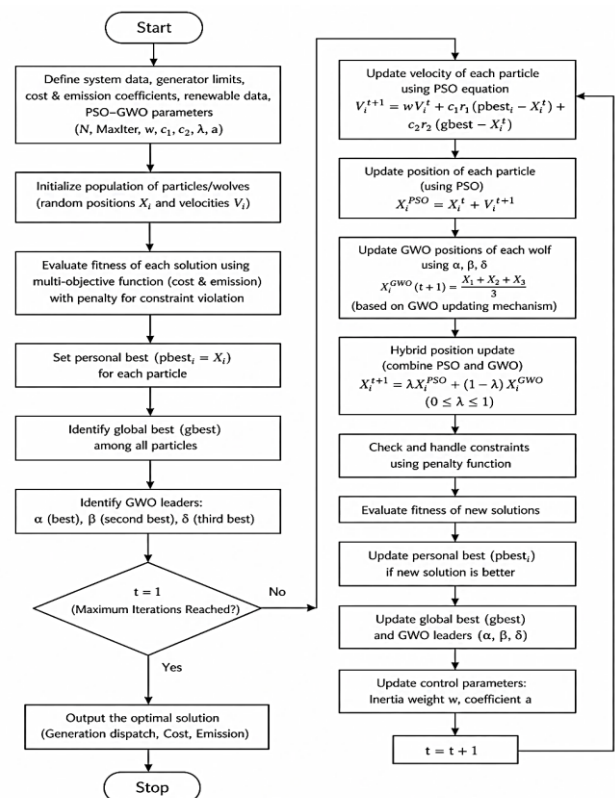 Start
Define system data, generator limits,
cost & emission coefficients, renewable data,
PSO–GWO parameters
(N, MaxIter, w, c₁, c₂, λ, a)
Initialize population of particles/wolves
(random positions Xᵢ and velocities Vᵢ)
Evaluate fitness of each solution using
multi-objective function (cost & emission)
with penalty for constraint violation
Set personal best (pbestᵢ = Xᵢ)
for each particle
Identify global best (gbest)
among all particles
Identify GWO leaders:
α (best), β (second best), δ (third best)
t = 1
(Maximum Iterations Reached?)
No
Yes
Output the optimal solution
(Generation dispatch, Cost, Emission)
Stop
Update velocity of each particle
using PSO equation
Vᵢᵗ⁺¹ = wVᵢᵗ + c₁r₁(pbestᵢ − Xᵢᵗ) +
c₂r₂(gbest − Xᵢᵗ)
Update position of each particle
(using PSO)
Xᵢᴾˢᴼ = Xᵢᵗ + Vᵢᵗ⁺¹
Update GWO positions of each wolf
using α, β, δ
Xᵢᴳᵂᴼ(t + 1) = (X₁ + X₂ + X₃)/3
(based on GWO updating mechanism)
Hybrid position update
(combine PSO and GWO)
Xᵢᵗ⁺¹ = λXᵢᴾˢᴼ + (1 − λ) Xᵢᴳᵂᴼ
(0 ≤ λ ≤ 1)
Check and handle constraints
using penalty function
Evaluate fitness of new solutions
Update personal best (pbestᵢ)
if new solution is better
Update global best (gbest)
and GWO leaders (α, β, δ)
Update control parameters:
Inertia weight w, coefficient a
t = t + 1